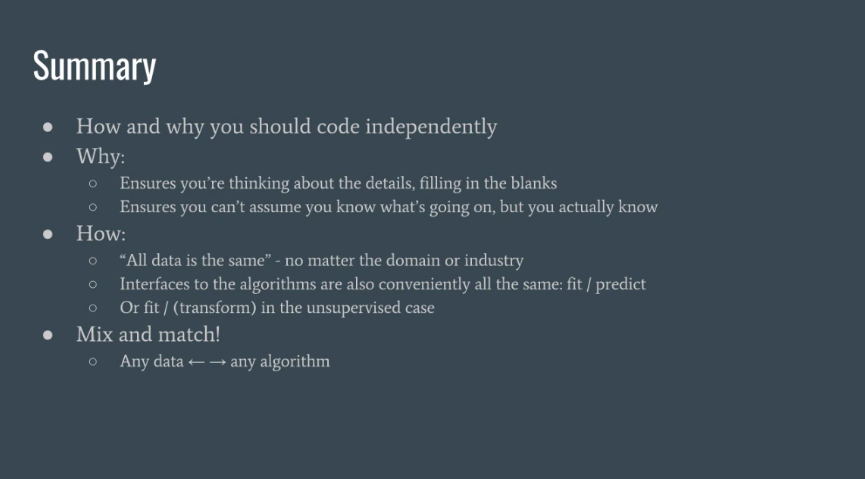 Summary
● How and why you should code independently
● Why:
○ Ensures you’re thinking about the details, filling in the blanks
○ Ensures you can’t assume you know what’s going on, but you actually know
● How:
○ “All data is the same” - no matter the domain or industry
○ Interfaces to the algorithms are also conveniently all the same: fit / predict
○ Or fit / (transform) in the unsupervised case
● Mix and match!
○ Any data ← → any algorithm